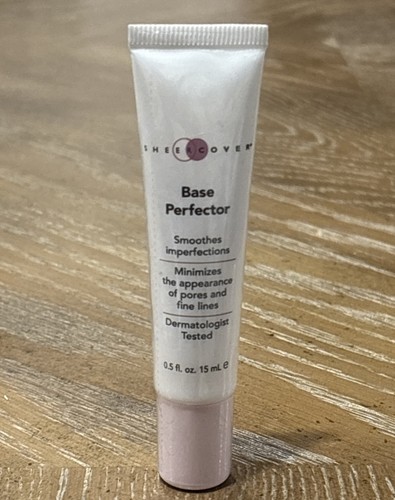 SHEERCOVER®
Base
Perfector
Smoothes
imperfections
Minimizes
the appearance
of pores and
fine lines
Dermatologist
Tested
0.5 fl. oz. 15 mL ℮